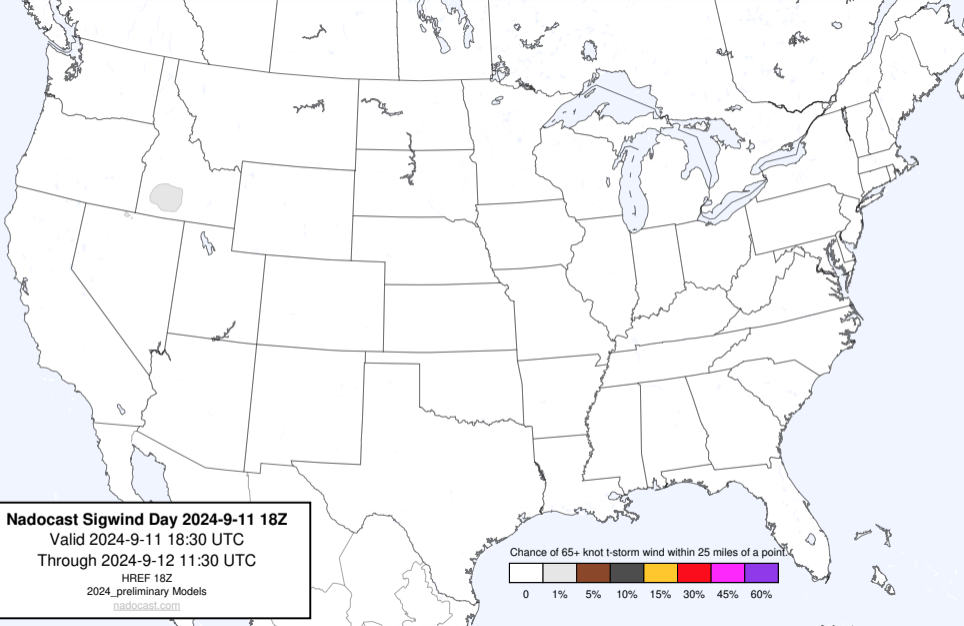 Nadocast Sigwind Day 2024-9-11 18Z
Valid 2024-9-11 18:30 UTC
Through 2024-9-12 11:30 UTC
HREF 18Z
2024_preliminary Models
nadocast.com
Chance of 65+ knot t-storm wind within 25 miles of a point.
0 1% 5% 10% 15% 30% 45% 60%